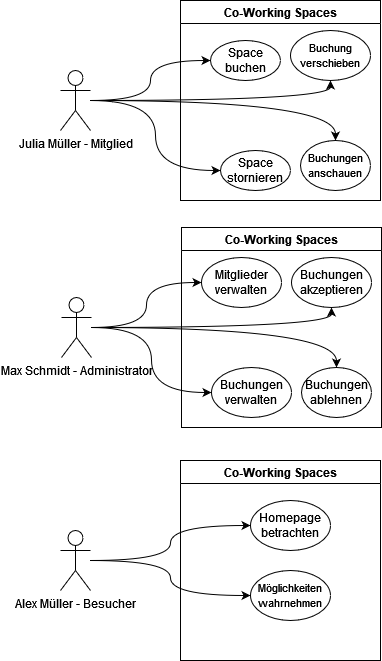 Co-Working Spaces
Space
buchen
Buchung
verschieben
Julia Müller - Mitglied
Space
stornieren
Buchungen
anschauen
Co-Working Spaces
Mitglieder
verwalten
Buchungen
akzeptieren
Max Schmidt - Administrator
Buchungen
verwalten
Buchungen
ablehnen
Co-Working Spaces
Homepage
betrachten
Alex Müller - Besucher
Möglichkeiten
wahrnehmen